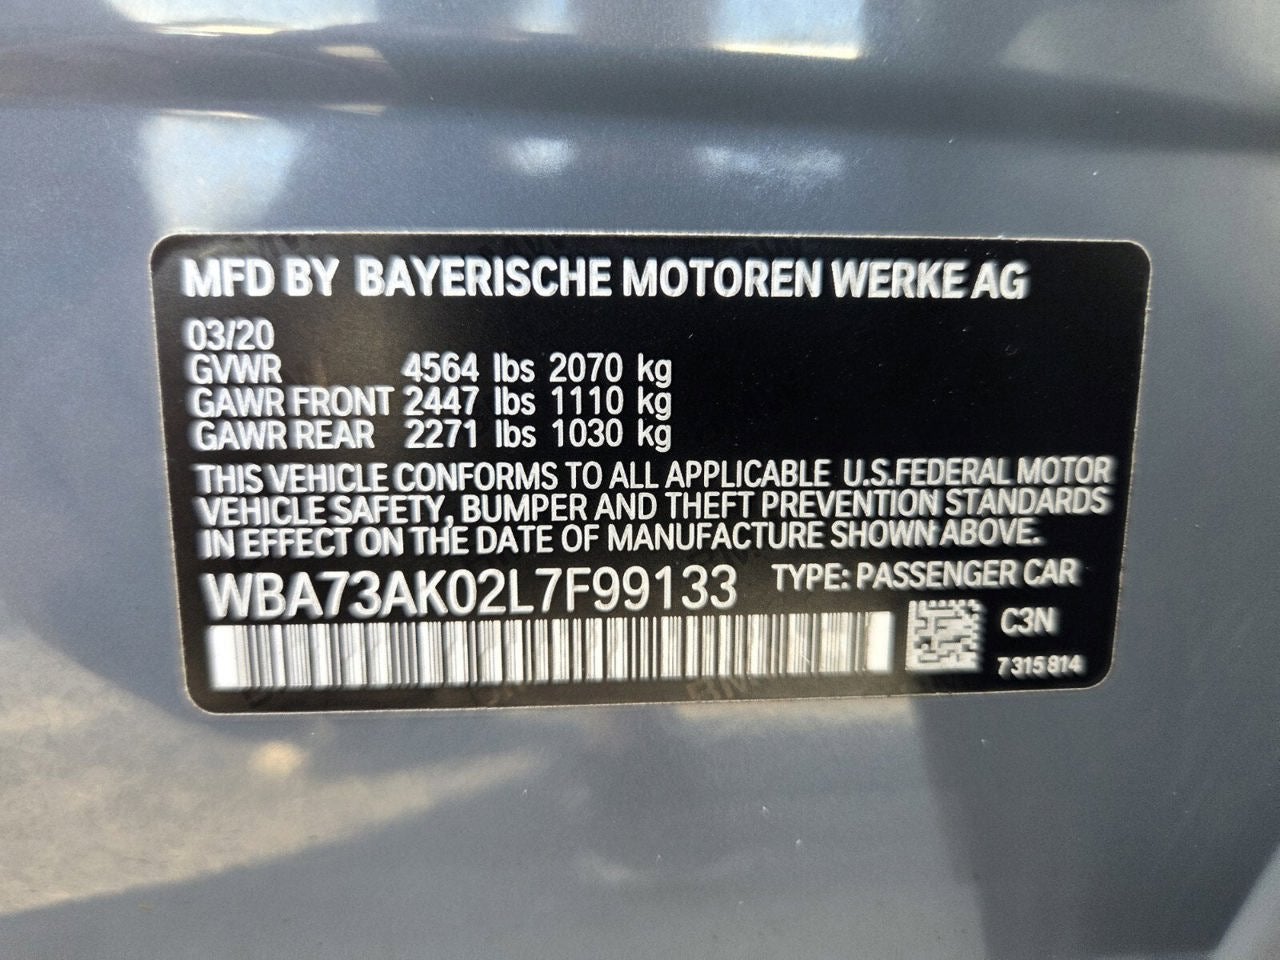 MFD BY BAYERISCHE MOTOREN WERKE AG
03/20
GVWR 4564 lbs 2070 kg
GAWR FRONT 2447 lbs 1110 kg
GAWR REAR 2271 lbs 1030 kg
THIS VEHICLE CONFORMS TO ALL APPLICABLE U.S.FEDERAL MOTOR
VEHICLE SAFETY, BUMPER AND THEFT PREVENTION STANDARDS
IN EFFECT ON THE DATE OF MANUFACTURE SHOWN ABOVE.
WBA73AK02L7F99133 TYPE: PASSENGER CAR
C3N
7 315 814